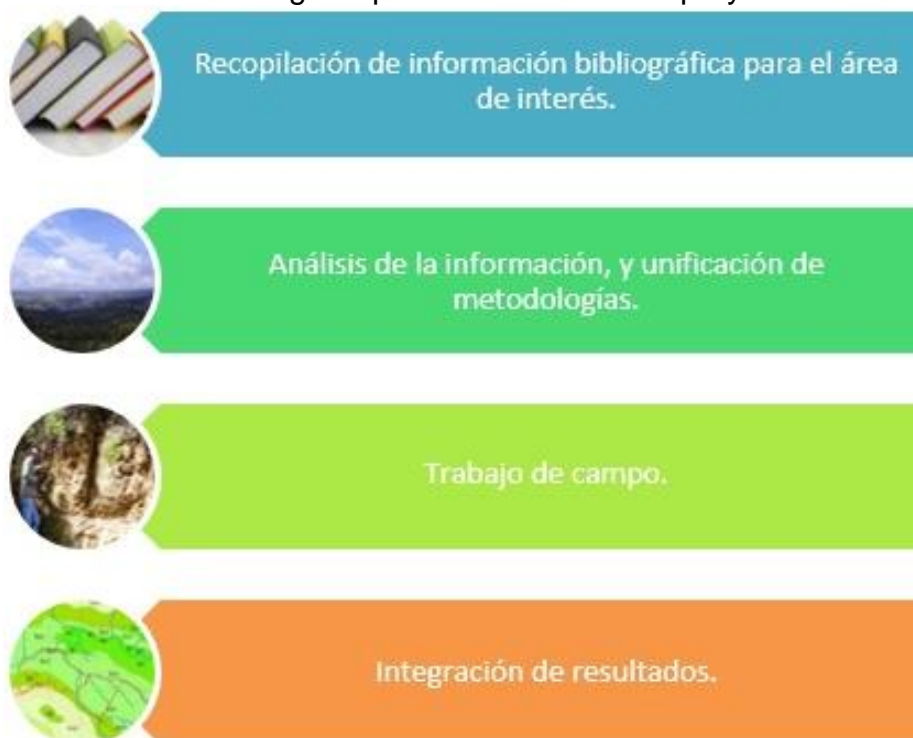 Recopilación de información bibliográfica para el área
de interés.
Análisis de la información, y unificación de
metodologías.
Trabajo de campo.
Integración de resultados.